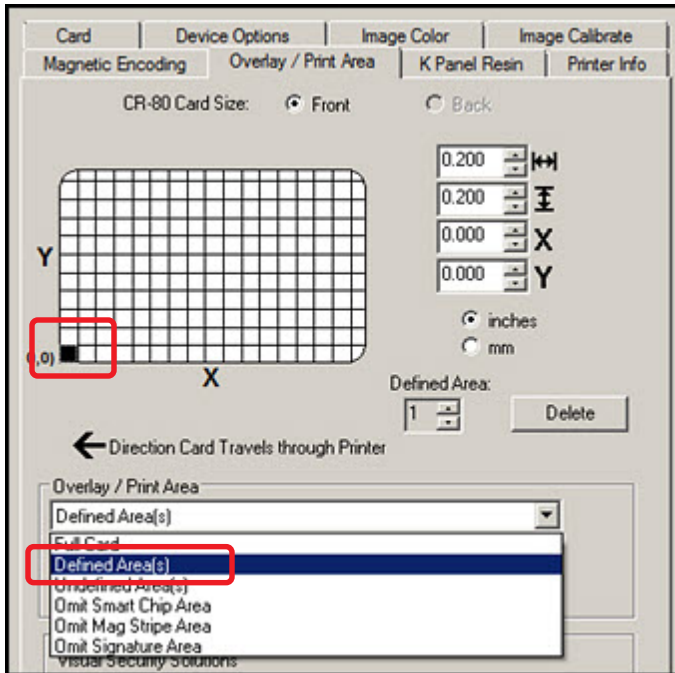 Card Device Options Image Color Image Calibrate
Magnetic Encoding Overlay / Print Area K Panel Resin Printer Info
CR-80 Card Size: Front Back
0.200
0.200
0.000 X
0.000 Y
Y
,0)
X
inches
mm
Defined Area:
1 Delete
Direction Card Travels through Printer
Overlay / Print Area
Defined Area(s)
Full Card
Defined Area(s)
Undefined Area(s)
Omit Smart Chip Area
Omit Mag Stripe Area
Omit Signature Area
Visual Security Solutions